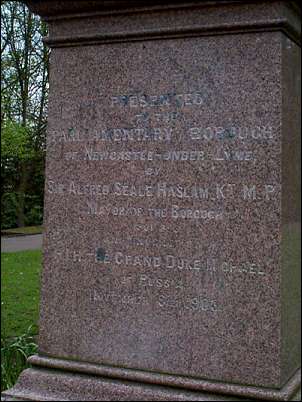 PRESENTED
TO THE
PARLIAMENTARY BOROUGH
OF NEWCASTLE-UNDER-LYME,
BY
SIR ALFRED SEALE HASLAM, KT. M.P.
MAYOR OF THE BOROUGH
H.I.H. THE GRAND DUKE MICHAEL
OF RUSSIA
NOVEMBER 1903